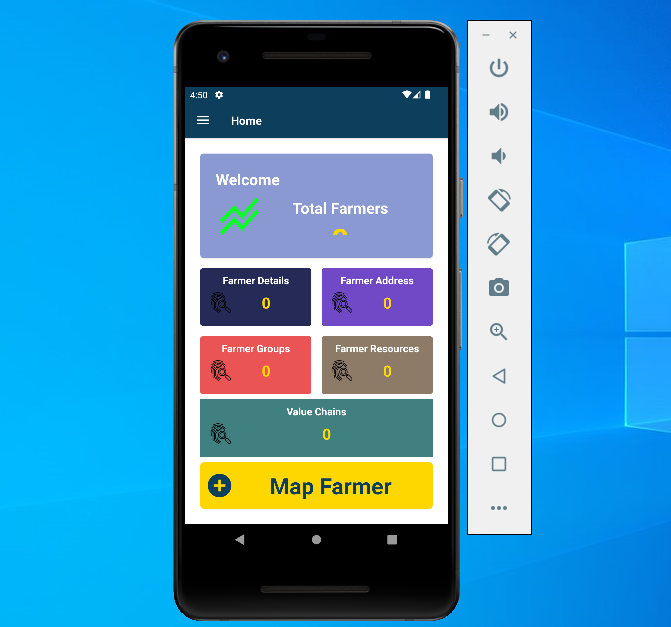 4:50
Home
Welcome
Total Farmers
Farmer Details
0
Farmer Address
0
Farmer Groups
0
Farmer Resources
0
Value Chains
0
Map Farmer